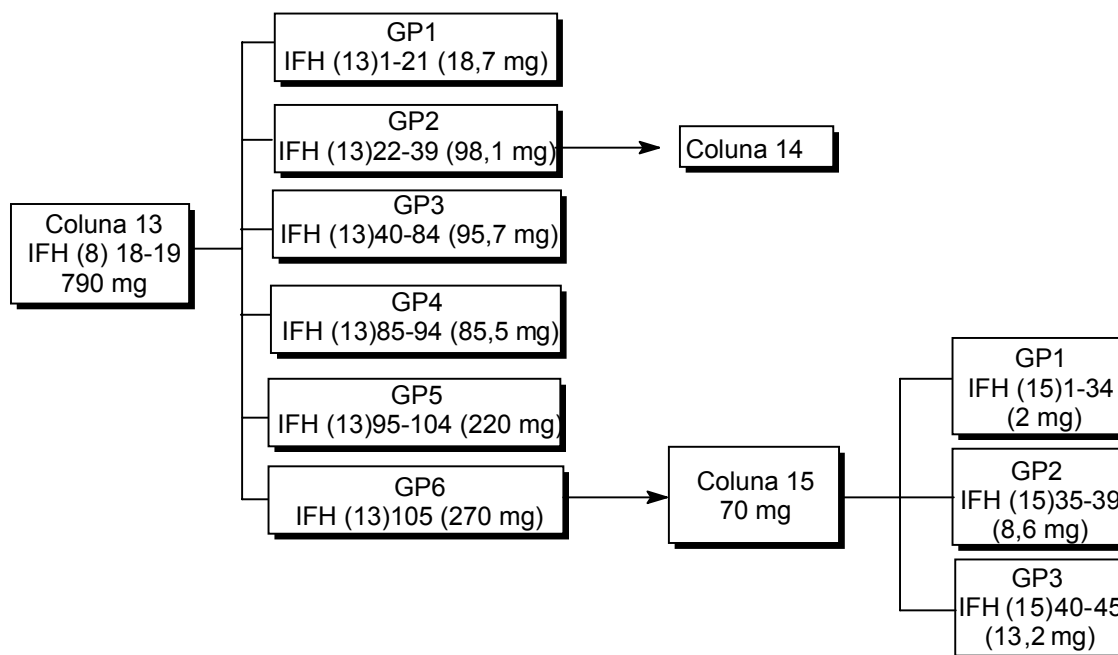 Coluna 13
IFH (8) 18-19
790 mg
GP1
IFH (13)1-21 (18,7 mg)
GP2
IFH (13)22-39 (98,1 mg)
Coluna 14
GP3
IFH (13)40-84 (95,7 mg)
GP4
IFH (13)85-94 (85,5 mg)
GP5
IFH (13)95-104 (220 mg)
GP6
IFH (13)105 (270 mg)
Coluna 15
70 mg
GP1
IFH (15)1-34
(2 mg)
GP2
IFH (15)35-39
(8,6 mg)
GP3
IFH (15)40-45
(13,2 mg)